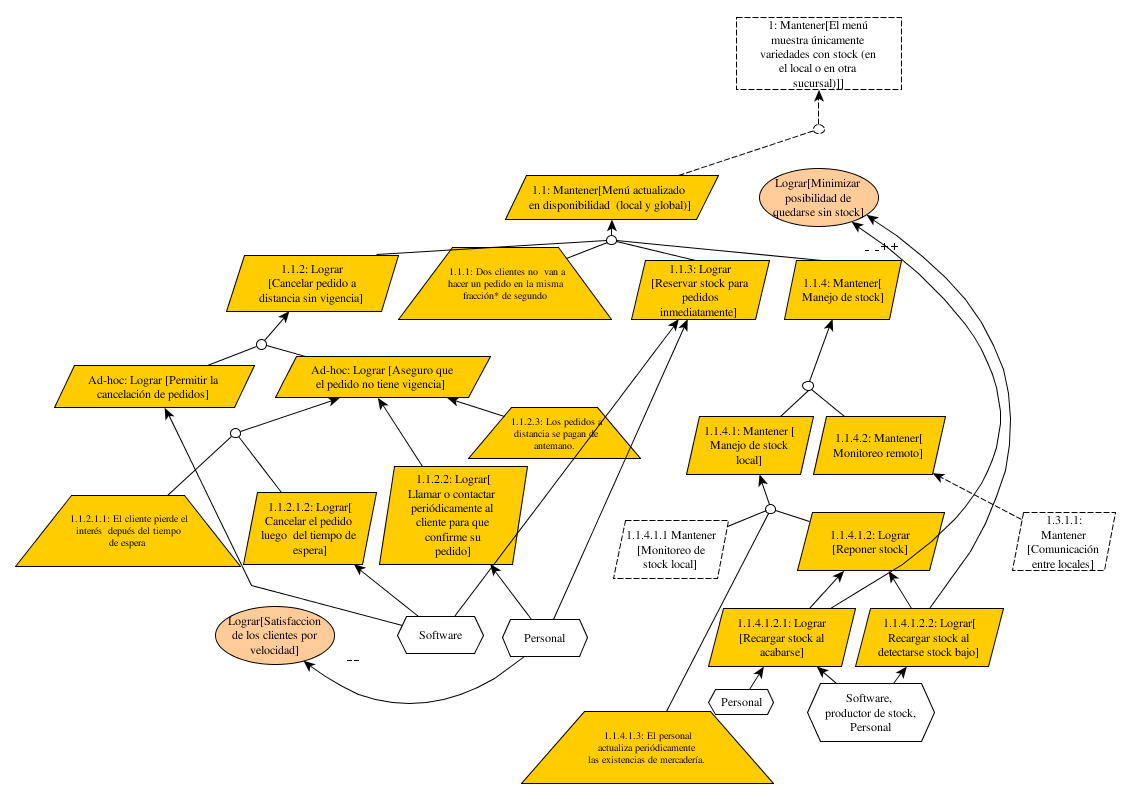 1: Mantener[El menú
muestra únicamente
variedades con stock (en
el local o en otra
sucursal)]]
1.1: Mantener[Menú actualizado
en disponibilidad (local y global)]
Lograr[Minimizar
posibilidad de
quedarse sin stock]
- -
++
1.1.2: Lograr
[Cancelar pedido a
distancia sin vigencia]
1.1.1: Dos clientes no van a
hacer un pedido en la misma
fracción* de segundo
1.1.3: Lograr
[Reservar stock para
pedidos
inmediatamente]
1.1.4: Mantener[
Manejo de stock]
Ad-hoc: Lograr [Permitir la
cancelación de pedidos]
Ad-hoc: Lograr [Aseguro que
el pedido no tiene vigencia]
1.1.2.3: Los pedidos a
distancia se pagan de
antemano.
1.1.4.1: Mantener [
Manejo de stock
local]
1.1.4.2: Mantener[
Monitoreo remoto]
1.1.2.1.1: El cliente pierde el
interés depués del tiempo
de espera
1.1.2.1.2: Lograr[
Cancelar el pedido
luego del tiempo de
espera]
1.1.2.2: Lograr[
Llamar o contactar
periódicamente al
cliente para que
confirme su
pedido]
1.1.4.1.1 Mantener
[Monitoreo de
stock local]
1.1.4.1.2: Lograr
[Reponer stock]
1.3.1.1:
Mantener
[Comunicación
entre locales]
Lograr[Satisfaccion
de los clientes por
velocidad]
--
Software
Personal
1.1.4.1.2.1: Lograr
[Recargar stock al
acabarse]
1.1.4.1.2.2: Lograr[
Recargar stock al
detectarse stock bajo]
Personal
Software,
productor de stock,
Personal
1.1.4.1.3: El personal
actualiza periódicamente
las existencias de mercadería.